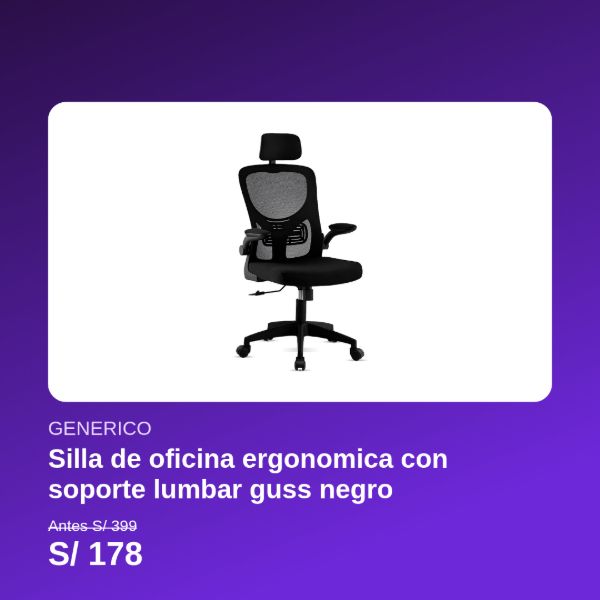 GENERICO
Silla de oficina ergonomica con
soporte lumbar guss negro
Antes S/ 399
S/ 178